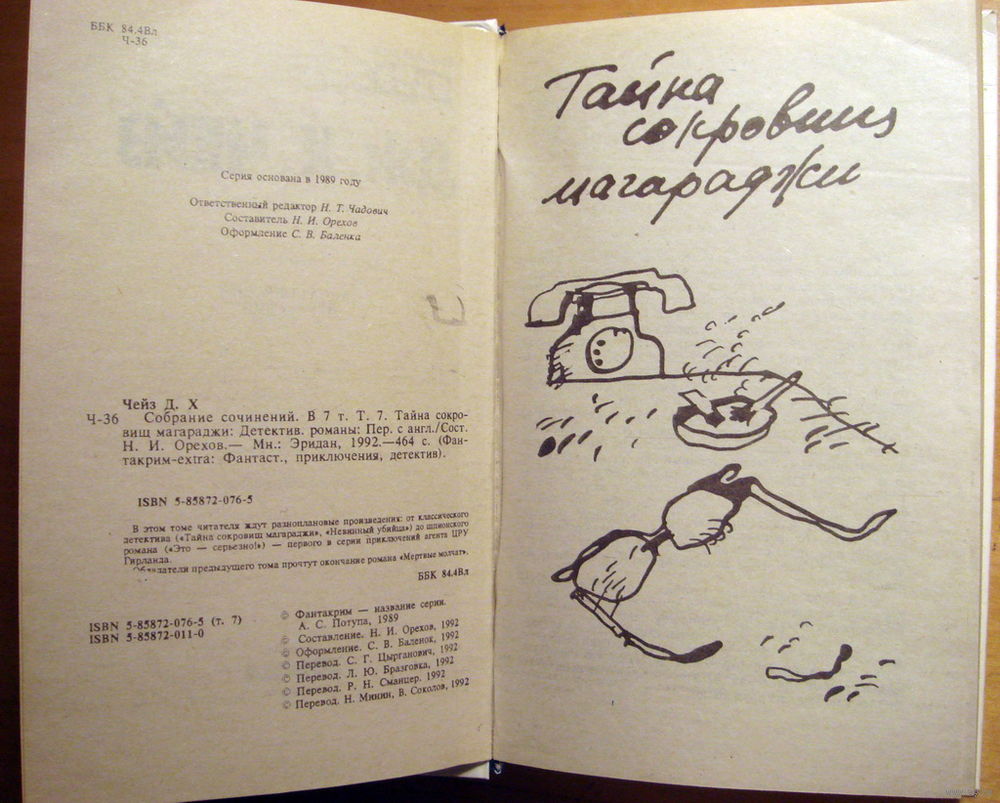 ББК 84.4Вл
Ч-36
Серия основана в 1989 году
Ответственный редактор Н. Т. Чадович
Составитель Н. И. Орехов
Оформление С. В. Баленка
Чейз Д. Х
Ч-36 Собрание сочинений. В 7 т. Т. 7. Тайна сокро-
вищ магараджи: Детектив. романы: Пер. с англ./Сост.
Н. И. Орехов.— Мн.: Эридан, 1992.—464 с. (Фан-
такрим-extra: Фантаст., приключения, детектив).
ISBN 5-85872-076-5
В этом томе читателя ждут разноплановые произведения: от классического
детектива («Тайна сокровищ магараджи», «Невинный убийца») до шпионского
романа («Это — серьезно!») — первого в серии приключений агента ЦРУ
Гирланда.
Обладатели предыдущего тома прочтут окончание романа «Мертвые молчат».
ББК 84.4Вл
ISBN 5-85872-076-5 (т. 7)
ISBN 5-85872-011-0
© Фантакрим — название серии.
А. С. Потупа, 1989
© Составление. Н. И. Орехов, 1992
© Оформление. С. В. Баленок, 1992
© Перевод. С. Г. Цырганович, 1992
© Перевод. Л. Ю. Бразговка, 1992
© Перевод. Р. Н. Сманцер. 1992
© Перевод. Н. Минин, В. Соколов, 1992
Тайна
сокровищ
магараджи